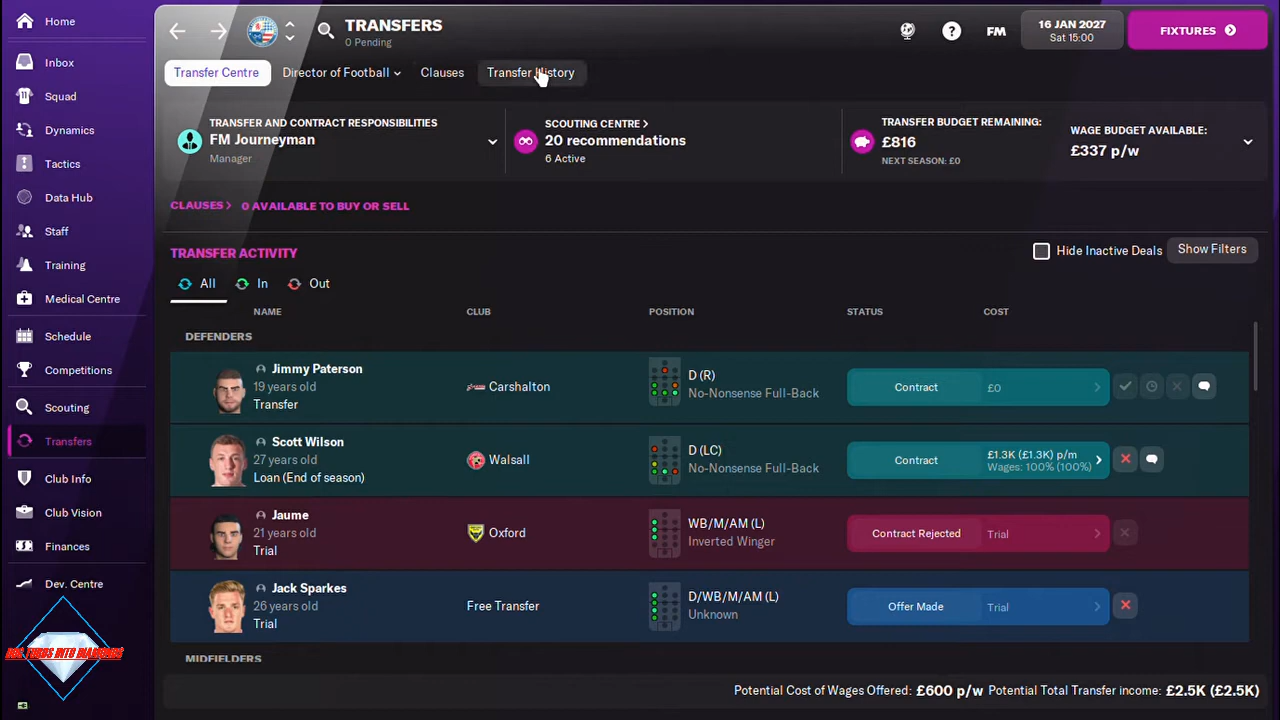 Home
Inbox
Squad
Dynamics
Tactics
Data Hub
Staff
Training
Medical Centre
Schedule
Competitions
Scouting
Transfers
Club Info
Club Vision
Finances
Dev. Centre
TRANSFERS
0 Pending
FM
16 JAN 2027
Sat 15:00
FIXTURES
Transfer Centre
Director of Football
Clauses
Transfer History
TRANSFER AND CONTRACT RESPONSIBILITIES
FM Journeyman
Manager
SCOUTING CENTRE >
20 recommendations
6 Active
TRANSFER BUDGET REMAINING:
£816
NEXT SEASON: £0
WAGE BUDGET AVAILABLE:
£337 p/w
CLAUSES > 0 AVAILABLE TO BUY OR SELL
TRANSFER ACTIVITY
Hide Inactive Deals
Show Filters
All
In
Out
NAME CLUB POSITION STATUS COST
DEFENDERS
Jimmy Paterson
19 years old
Transfer
Carshalton
D (R)
No-Nonsense Full-Back
Contract
£0
Scott Wilson
27 years old
Loan (End of season)
Walsall
D (LC)
No-Nonsense Full-Back
Contract
£1.3K (£1.3K) p/m
Wages: 100% (100%)
Jaume
21 years old
Trial
Oxford
WB/M/AM (L)
Inverted Winger
Contract Rejected
Trial
Jack Sparkes
26 years old
Trial
Free Transfer
D/WB/M/AM (L)
Unknown
Offer Made
Trial
MIDFIELDERS
Potential Cost of Wages Offered: £600 p/w Potential Total Transfer income: £2.5K (£2.5K)